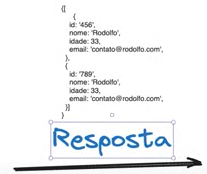 {[
{
id: '456',
nome: 'Rodolfo',
idade: 33,
email: 'contato@rodolfo.com',
},
{
id: '789',
nome: 'Rodolfo',
idade: 33,
email: 'contato@rodolfo.com',
}]
}
Resposta